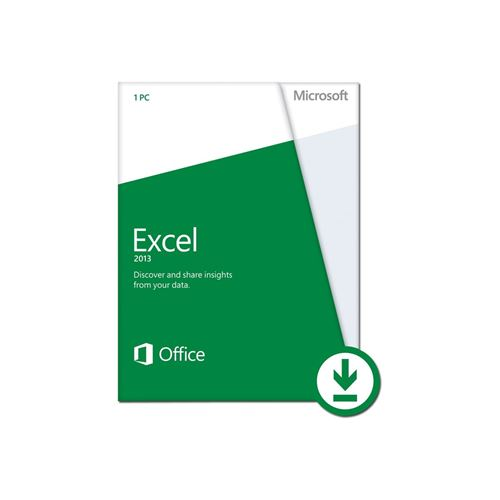 1 PC
Microsoft
Excel
2013
Discover and share insights
from your data.
Office